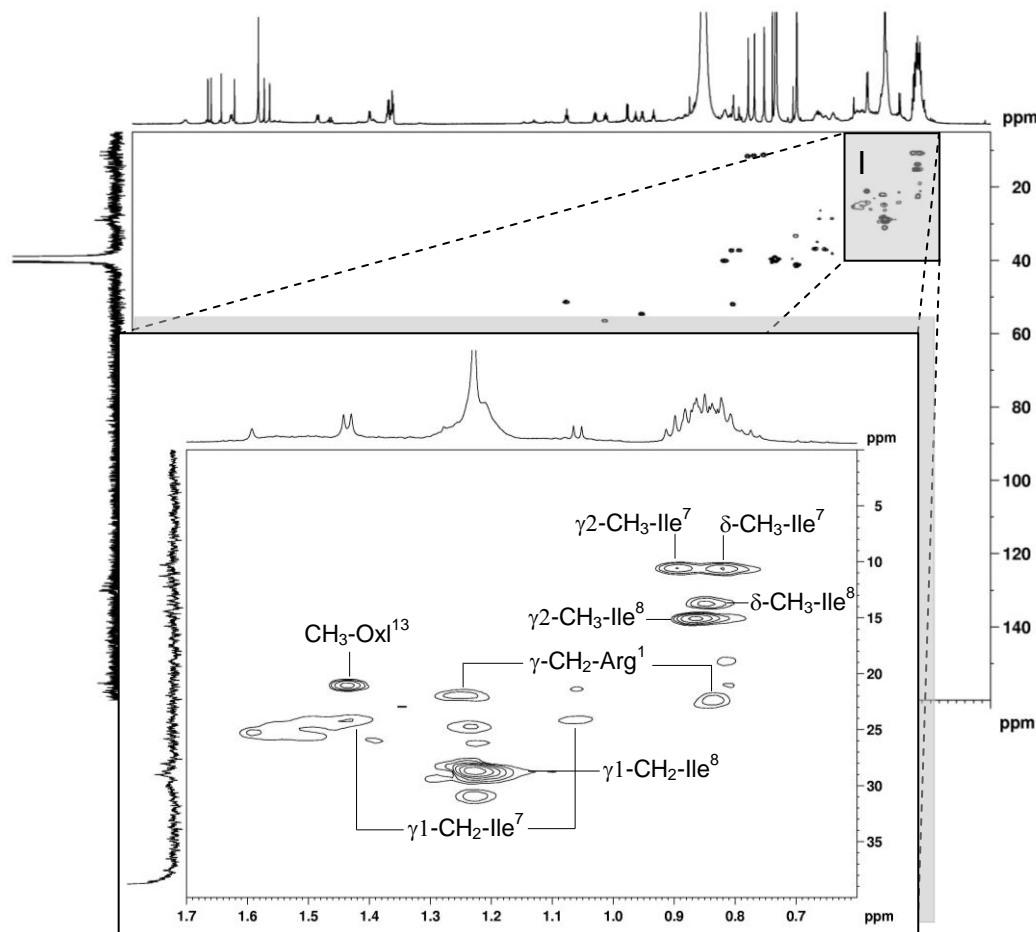 ppm
I
20
40
60
80
100
120
140
ppm
ppm
γ2-CH3-Ile7
δ-CH3-Ile7
δ-CH3-Ile8
γ2-CH3-Ile8
CH3-Oxl13
γ-CH2-Arg1
γ1-CH2-Ile8
γ1-CH2-Ile7
5
10
15
20
25
30
35
1.7 1.6 1.5 1.4 1.3 1.2 1.1 1.0 0.9 0.8 0.7 ppm